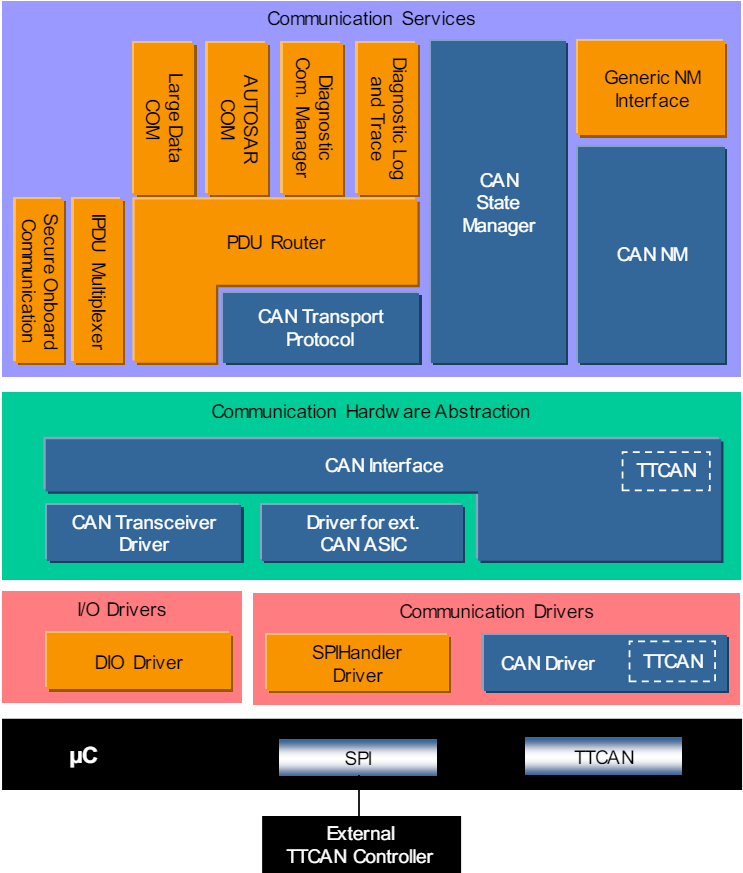 Communication Services
Large Data
COM
AUTOSAR
COM
Diagnostic
Com. Manager
Diagnostic Log
and Trace
CAN
State
Manager
Generic NM
Interface
Secure Onboard
Communication
IPDU Multiplexer
PDU Router
CAN NM
CAN Transport
Protocol
Communication Hardware Abstraction
CAN Interface
TTCAN
CAN Transceiver
Driver
Driver for ext.
CAN ASIC
I/O Drivers
Communication Drivers
DIO Driver
SPIHandler
Driver
CAN Driver
TTCAN
µC
SPI
TTCAN
External
TTCAN Controller